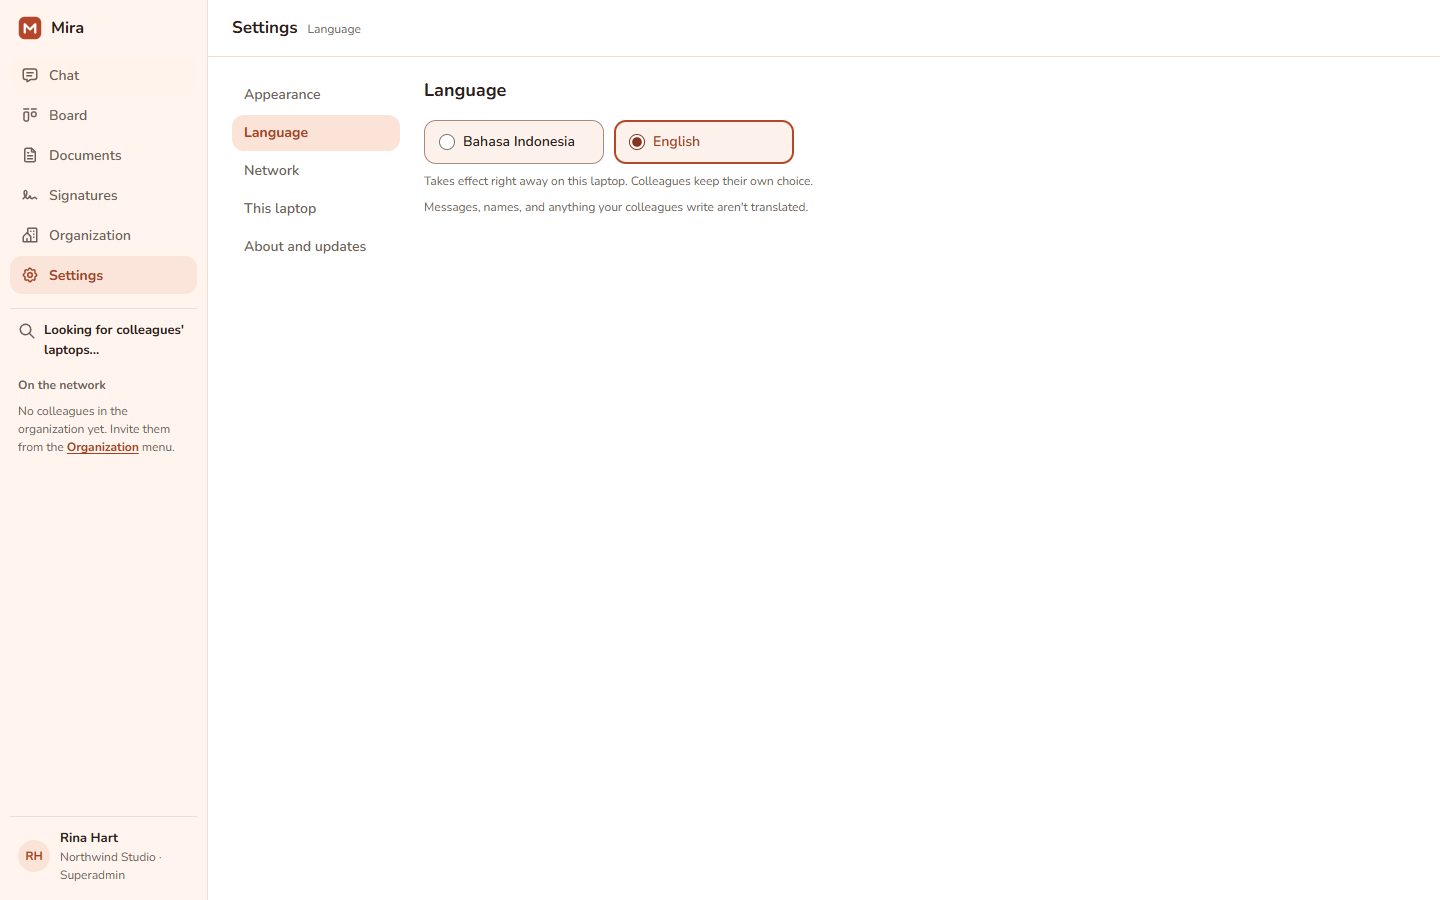 Mira
Chat
Board
Documents
Signatures
Organization
Settings
Looking for colleagues'
laptops...
On the network
No colleagues in the
organization yet. Invite them
from the Organization menu.
RH
Rina Hart
Northwind Studio ·
Superadmin
Settings Language
Appearance
Language
Network
This laptop
About and updates
Language
Bahasa Indonesia
English
Takes effect right away on this laptop. Colleagues keep their own choice.
Messages, names, and anything your colleagues write aren't translated.